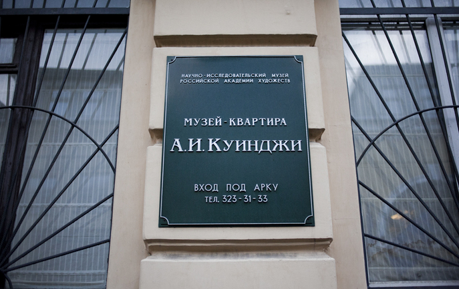 НАУЧНО-ИССЛЕДОВАТЕЛЬСКИЙ МУЗЕЙ
РОССИЙСКОЙ АКАДЕМИИ ХУДОЖЕСТВ
МУЗЕЙ-КВАРТИРА
А.И.КУИНДЖИ
ВХОД ПОД АРКУ
ТЕЛ. 323-31-33